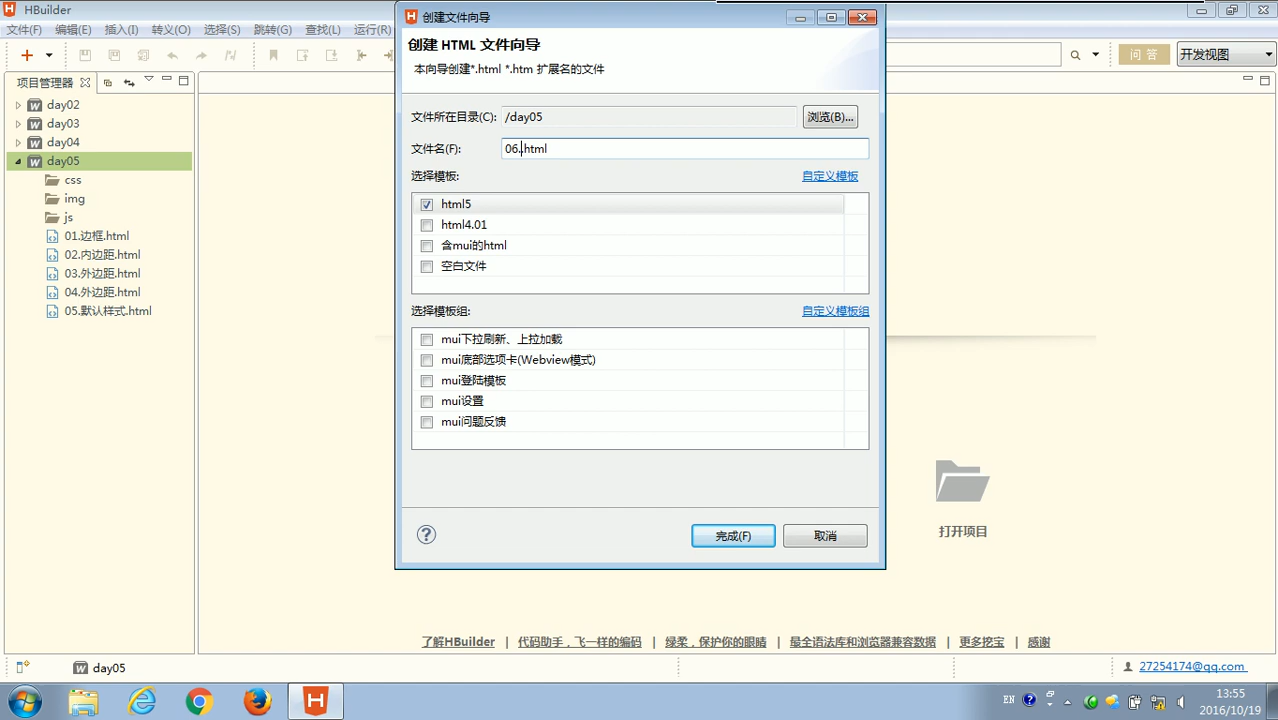 HBuilder
文件(F) 编辑(E) 插入(I) 转义(O) 选择(S) 跳转(G) 查找(L) 运行(R)
问 答
开发视图
项目管理器
day02
day03
day04
day05
css
img
js
01.边框.html
02.内边距.html
03.外边距.html
04.外边距.html
05.默认样式.html
创建文件向导
创建 HTML 文件向导
本向导创建*.html *.htm 扩展名的文件
文件所在目录(C): /day05 浏览(B)...
文件名(F): 06.html
选择模板: 自定义模板
html5
html4.01
含mui的html
空白文件
选择模板组: 自定义模板组
mui下拉刷新、上拉加载
mui底部选项卡(Webview模式)
mui登陆模板
mui设置
mui问题反馈
完成(F) 取消
打开项目
了解HBuilder | 代码助手，飞一样的编码 | 绿柔，保护你的眼睛 | 最全语法库和浏览器兼容数据 | 更多挖宝 | 感谢
day05
27254174@qq.com
EN
13:55
2016/10/19